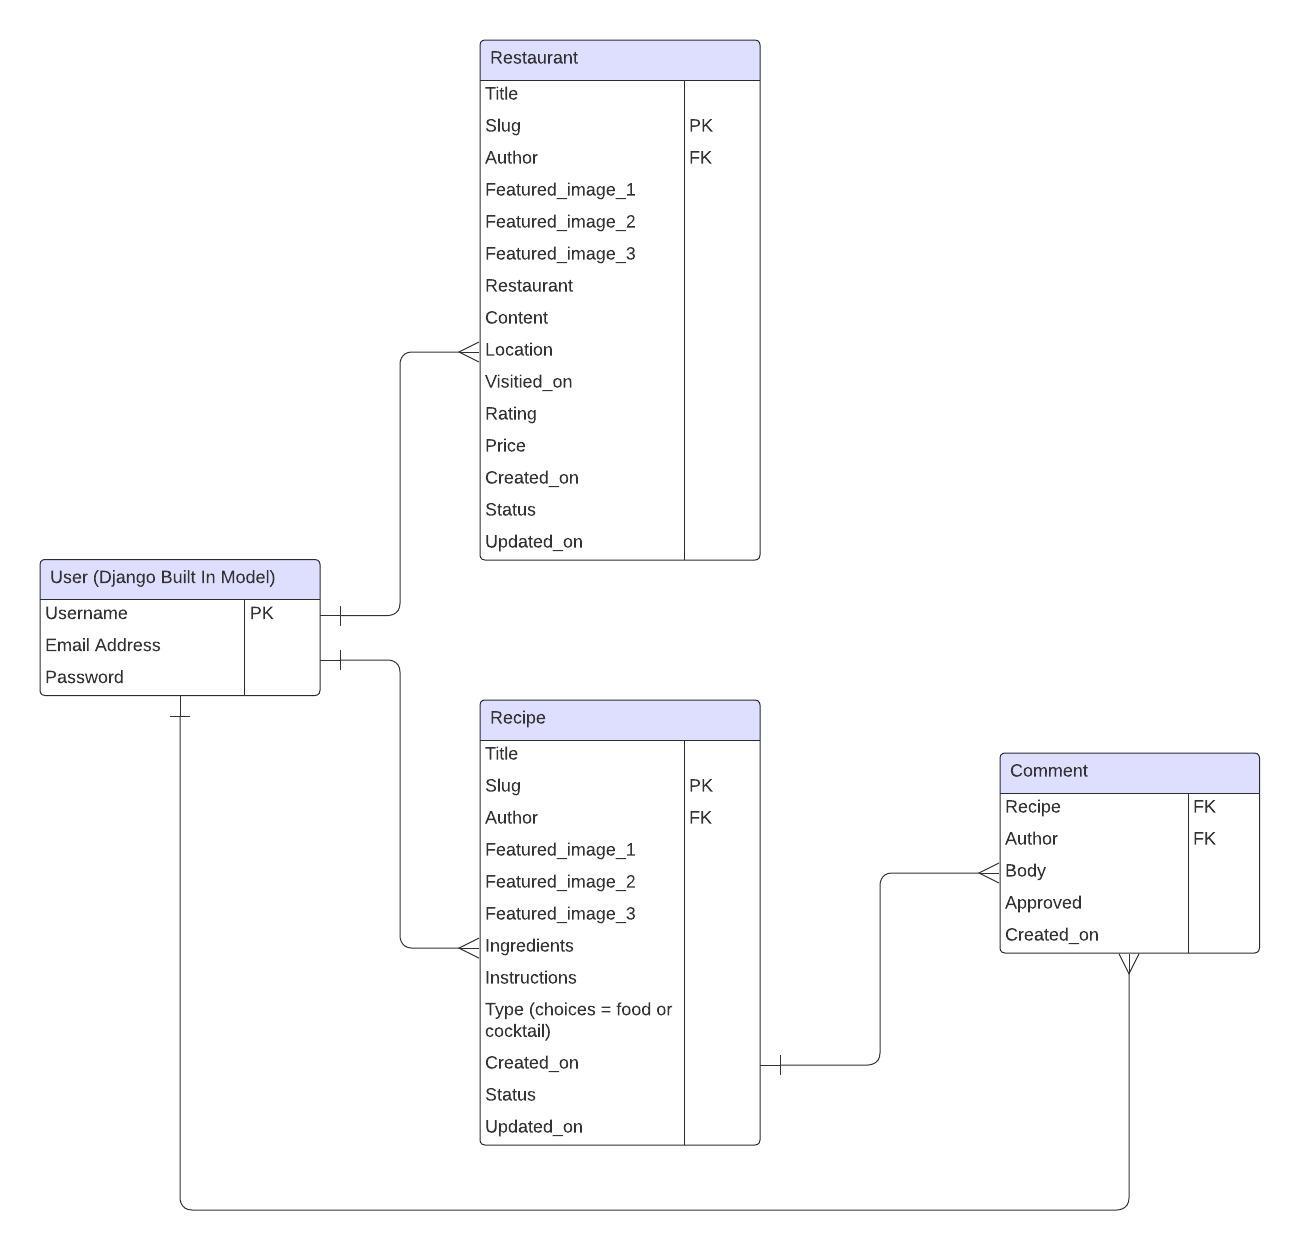 Restaurant
Title
Slug PK
Author FK
Featured_image_1
Featured_image_2
Featured_image_3
Restaurant
Content
Location
Visitied_on
Rating
Price
Created_on
Status
Updated_on
User (Django Built In Model)
Username PK
Email Address
Password
Recipe
Title
Slug PK
Author FK
Featured_image_1
Featured_image_2
Featured_image_3
Ingredients
Instructions
Type (choices = food or
cocktail)
Created_on
Status
Updated_on
Comment
Recipe FK
Author FK
Body
Approved
Created_on